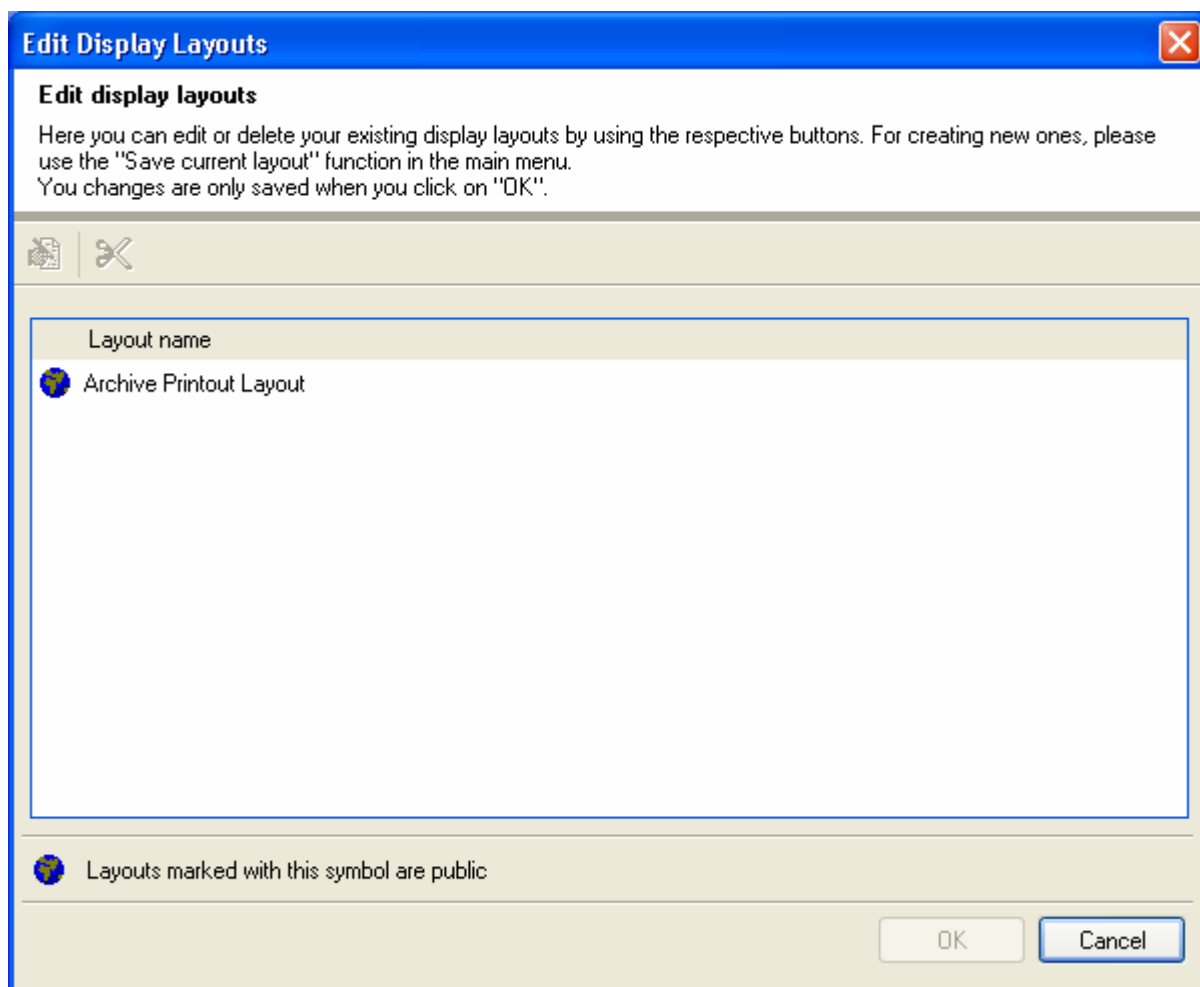 Edit Display Layouts
Edit display layouts
Here you can edit or delete your existing display layouts by using the respective buttons. For creating new ones, please
use the "Save current layout" function in the main menu.
You changes are only saved when you click on "OK".
Layout name
Archive Printout Layout
Layouts marked with this symbol are public
OK
Cancel